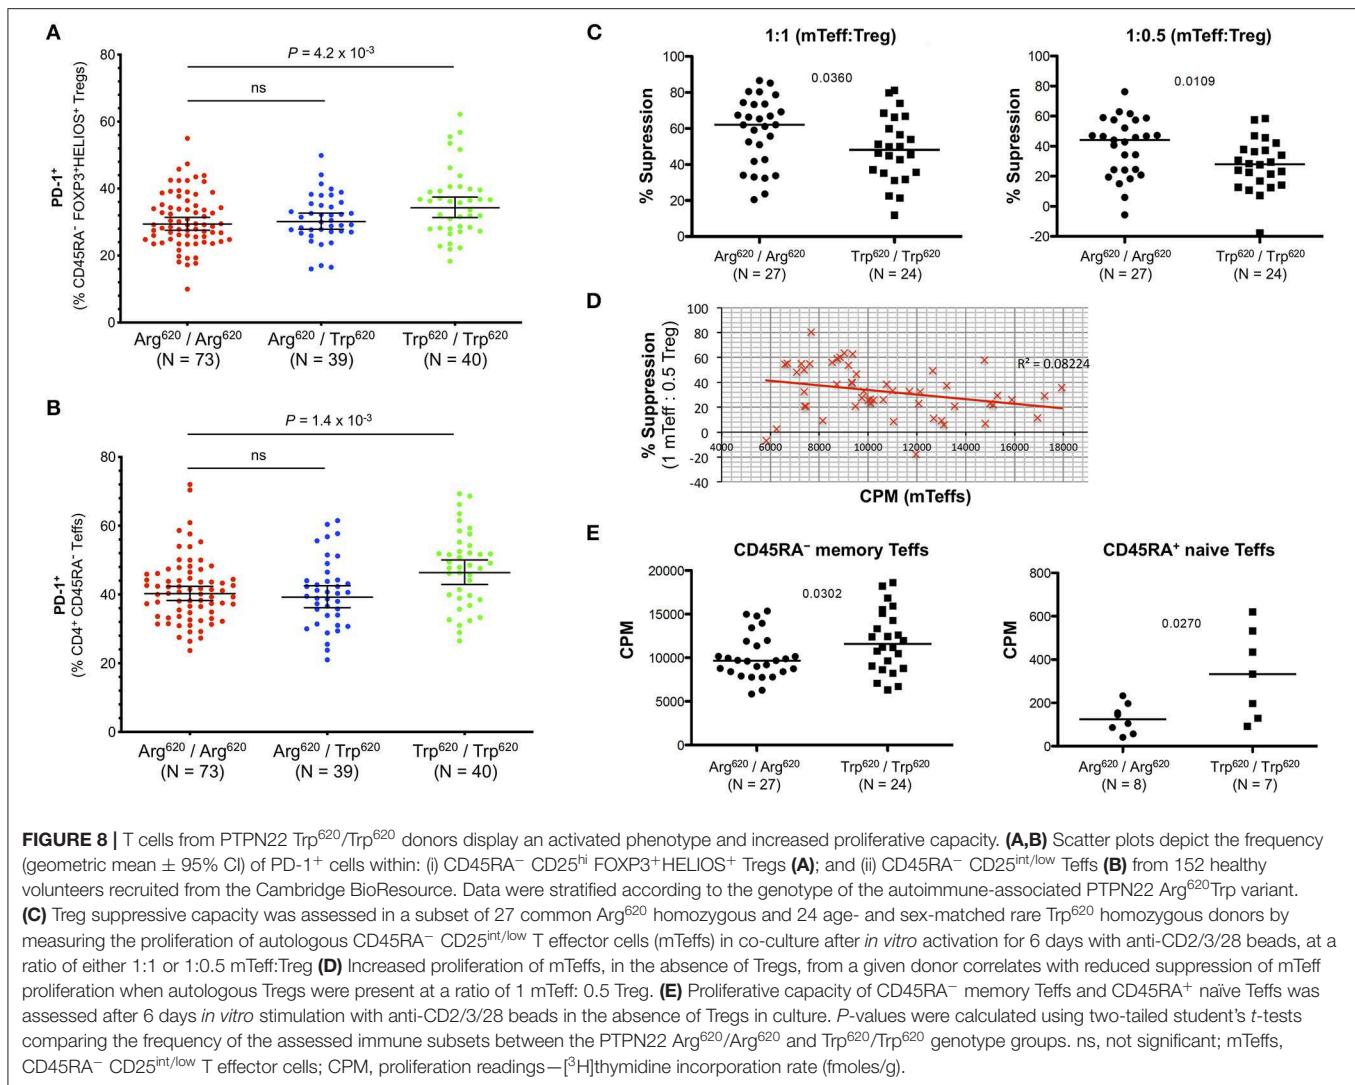 A
P = 4.2 x 10⁻³
ns
PD-1⁺
(% CD45RA⁻ FOXP3⁺HELIOS⁺ Tregs)
80
60
40
20
0
Arg⁶²⁰ / Arg⁶²⁰
(N = 73)
Arg⁶²⁰ / Trp⁶²⁰
(N = 39)
Trp⁶²⁰ / Trp⁶²⁰
(N = 40)
B
P = 1.4 x 10⁻³
ns
PD-1⁺
(% CD4⁺ CD45RA⁻ Teffs)
80
60
40
20
0
Arg⁶²⁰ / Arg⁶²⁰
(N = 73)
Arg⁶²⁰ / Trp⁶²⁰
(N = 39)
Trp⁶²⁰ / Trp⁶²⁰
(N = 40)
C
1:1 (mTeff:Treg)
0.0360
% Supression
100
80
60
40
20
0
Arg⁶²⁰ / Arg⁶²⁰
(N = 27)
Trp⁶²⁰ / Trp⁶²⁰
(N = 24)
1:0.5 (mTeff:Treg)
0.0109
% Supression
100
80
60
40
20
0
-20
Arg⁶²⁰ / Arg⁶²⁰
(N = 27)
Trp⁶²⁰ / Trp⁶²⁰
(N = 24)
D
% Suppression
(1 mTeff : 0.5 Treg)
100
80
60
40
20
0
-20
-40
R² = 0.08224
4000 6000 8000 10000 12000 14000 16000 18000
CPM (mTeffs)
E
CD45RA⁻ memory Teffs
0.0302
CPM
20000
15000
10000
5000
0
Arg⁶²⁰ / Arg⁶²⁰
(N = 27)
Trp⁶²⁰ / Trp⁶²⁰
(N = 24)
CD45RA⁺ naive Teffs
0.0270
CPM
800
600
400
200
0
Arg⁶²⁰ / Arg⁶²⁰
(N = 8)
Trp⁶²⁰ / Trp⁶²⁰
(N = 7)
FIGURE 8 | T cells from PTPN22 Trp⁶²⁰/Trp⁶²⁰ donors display an activated phenotype and increased proliferative capacity. (A,B) Scatter plots depict the frequency
(geometric mean ± 95% CI) of PD-1⁺ cells within: (i) CD45RA⁻ CD25ʰⁱ FOXP3⁺HELIOS⁺ Tregs (A); and (ii) CD45RA⁻ CD25ⁱⁿᵗ/ˡᵒʷ Teffs (B) from 152 healthy
volunteers recruited from the Cambridge BioResource. Data were stratified according to the genotype of the autoimmune-associated PTPN22 Arg⁶²⁰Trp variant.
(C) Treg suppressive capacity was assessed in a subset of 27 common Arg⁶²⁰ homozygous and 24 age- and sex-matched rare Trp⁶²⁰ homozygous donors by
measuring the proliferation of autologous CD45RA⁻ CD25ⁱⁿᵗ/ˡᵒʷ T effector cells (mTeffs) in co-culture after in vitro activation for 6 days with anti-CD2/3/28 beads, at a
ratio of either 1:1 or 1:0.5 mTeff:Treg (D) Increased proliferation of mTeffs, in the absence of Tregs, from a given donor correlates with reduced suppression of mTeff
proliferation when autologous Tregs were present at a ratio of 1 mTeff: 0.5 Treg. (E) Proliferative capacity of CD45RA⁻ memory Teffs and CD45RA⁺ naïve Teffs was
assessed after 6 days in vitro stimulation with anti-CD2/3/28 beads in the absence of Tregs in culture. P-values were calculated using two-tailed student's t-tests
comparing the frequency of the assessed immune subsets between the PTPN22 Arg⁶²⁰/Arg⁶²⁰ and Trp⁶²⁰/Trp⁶²⁰ genotype groups. ns, not significant; mTeffs,
CD45RA⁻ CD25ⁱⁿᵗ/ˡᵒʷ T effector cells; CPM, proliferation readings—[³H]thymidine incorporation rate (fmoles/g).